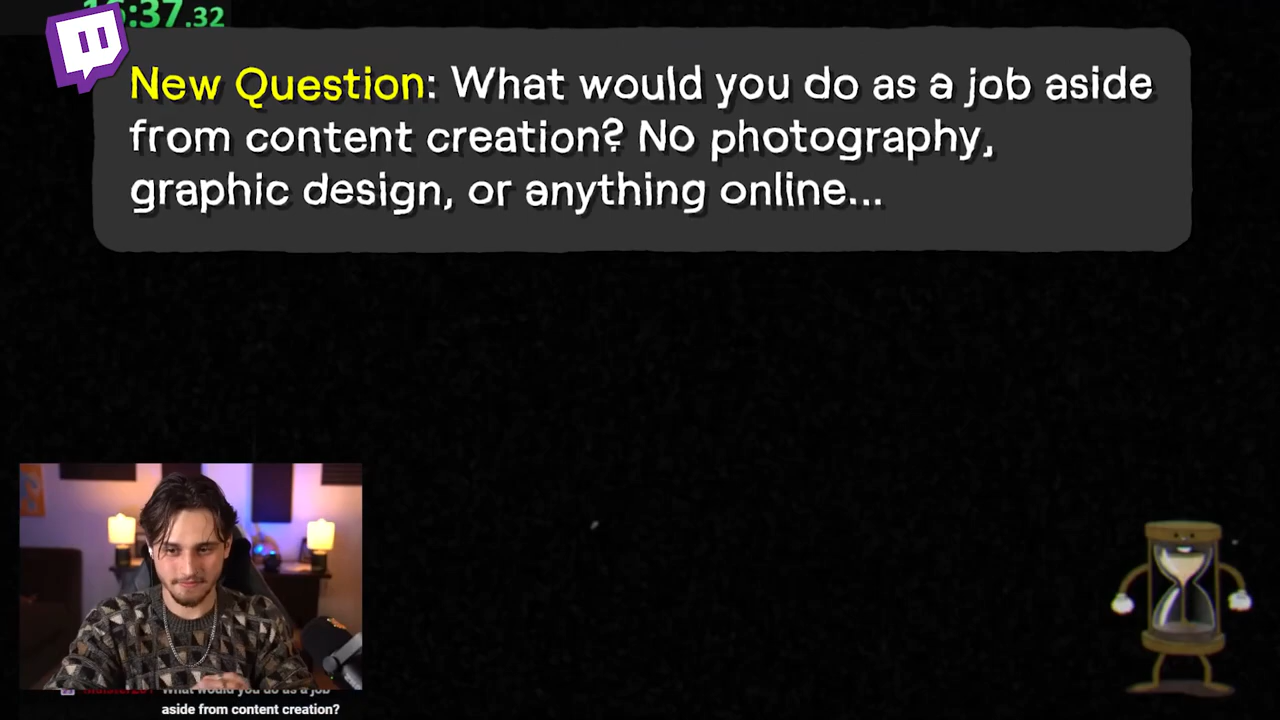 :37.32
New Question: What would you do as a job aside
from content creation? No photography,
graphic design, or anything online...
What would you do as a job
aside from content creation?